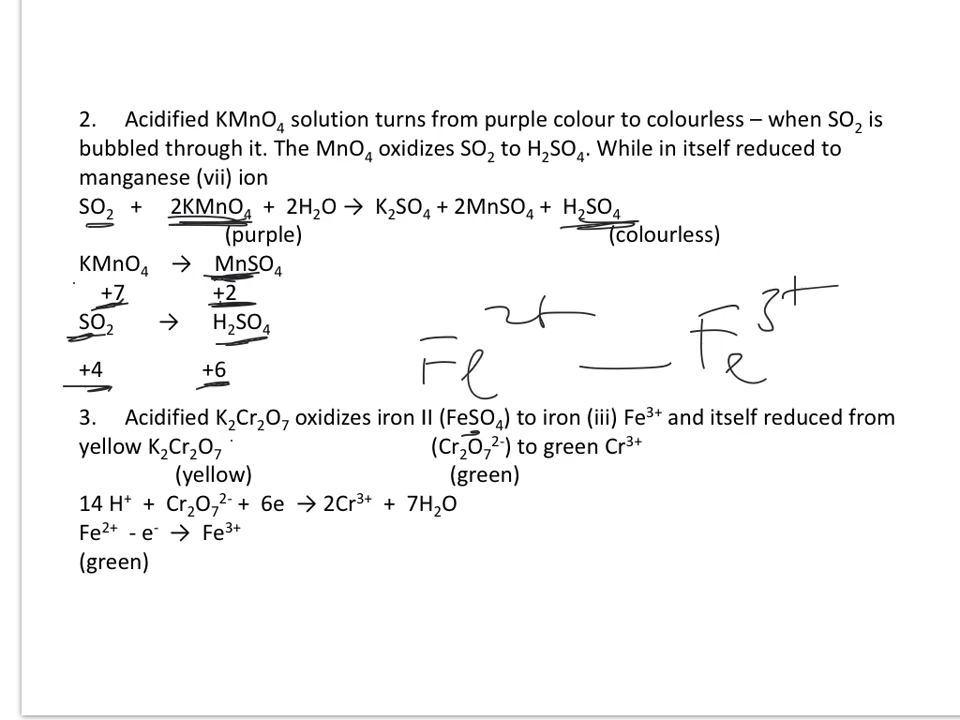 2. Acidified KMnO₄ solution turns from purple colour to colourless – when SO₂ is
bubbled through it. The MnO₄ oxidizes SO₂ to H₂SO₄. While in itself reduced to
manganese (vii) ion
SO₂ + 2KMnO₄ + 2H₂O → K₂SO₄ + 2MnSO₄ + H₂SO₄
(purple) (colourless)
KMnO₄ → MnSO₄
+7 +2
SO₂ → H₂SO₄
+4 +6
Fe²⁺ — Fe³⁺
3. Acidified K₂Cr₂O₇ oxidizes iron II (FeSO₄) to iron (iii) Fe³⁺ and itself reduced from
yellow K₂Cr₂O₇ (Cr₂O₇²⁻) to green Cr³⁺
(yellow) (green)
14 H⁺ + Cr₂O₇²⁻ + 6e → 2Cr³⁺ + 7H₂O
Fe²⁺ - e⁻ → Fe³⁺
(green)